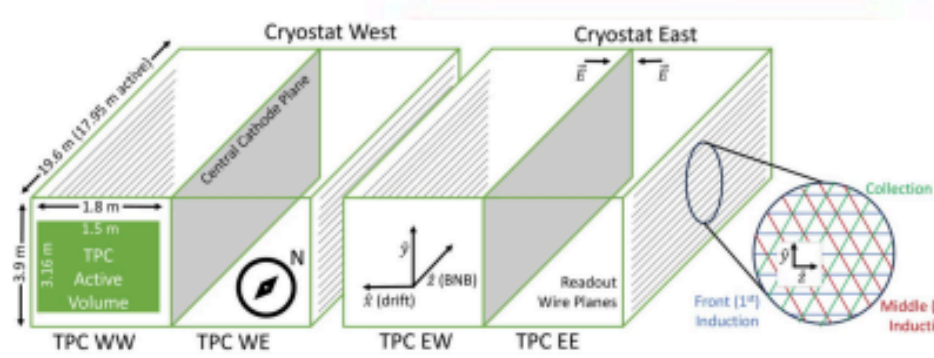 Cryostat West
Cryostat East
19.6 m (17.95 m active)
Central Cathode Plane
E⃗
E⃗
1.8 m
1.5 m
3.9 m
3.16 m
TPC
Active
Volume
N
ŷ
ẑ (BNB)
x̂ (drift)
Readout
Wire Planes
Collection
ŷ
ẑ
Front (1st)
Induction
Middle (
Inducti
TPC WW
TPC WE
TPC EW
TPC EE